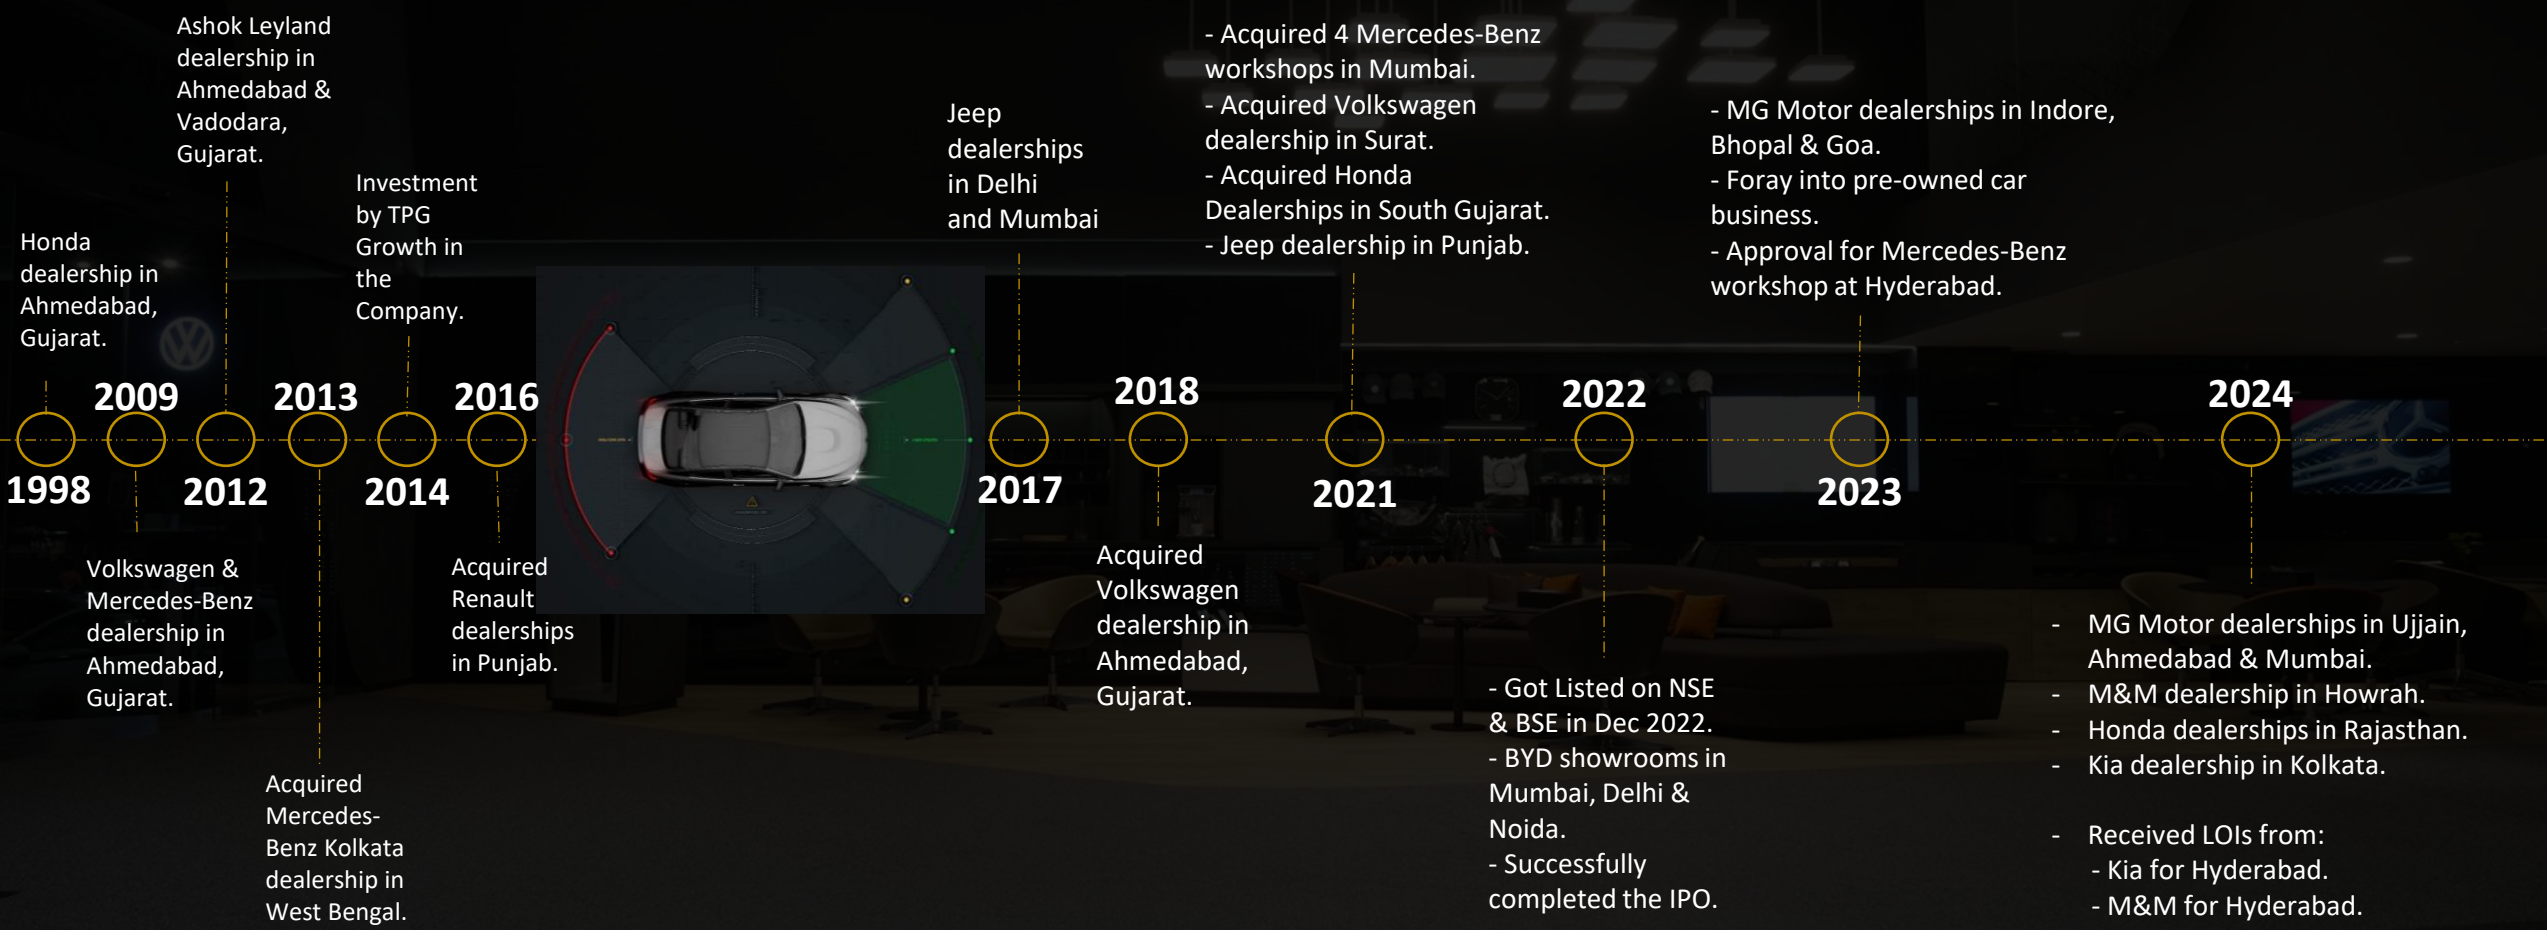 Honda
dealership in
Ahmedabad,
Gujarat.
1998
2009
Volkswagen &
Mercedes-Benz
dealership in
Ahmedabad,
Gujarat.
Ashok Leyland
dealership in
Ahmedabad &
Vadodara,
Gujarat.
2012
2013
Acquired
Mercedes-
Benz Kolkata
dealership in
West Bengal.
Investment
by TPG
Growth in
the
Company.
2014
2016
Acquired
Renault
dealerships
in Punjab.
Jeep
dealerships
in Delhi
and Mumbai
2017
2018
Acquired
Volkswagen
dealership in
Ahmedabad,
Gujarat.
- Acquired 4 Mercedes-Benz
workshops in Mumbai.
- Acquired Volkswagen
dealership in Surat.
- Acquired Honda
Dealerships in South Gujarat.
- Jeep dealership in Punjab.
2021
2022
- Got Listed on NSE
& BSE in Dec 2022.
- BYD showrooms in
Mumbai, Delhi &
Noida.
- Successfully
completed the IPO.
- MG Motor dealerships in Indore,
Bhopal & Goa.
- Foray into pre-owned car
business.
- Approval for Mercedes-Benz
workshop at Hyderabad.
2023
2024
- MG Motor dealerships in Ujjain,
Ahmedabad & Mumbai.
- M&M dealership in Howrah.
- Honda dealerships in Rajasthan.
- Kia dealership in Kolkata.
- Received LOIs from:
- Kia for Hyderabad.
- M&M for Hyderabad.